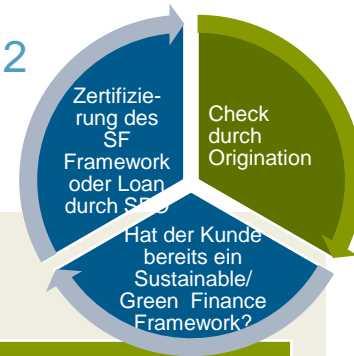 2
Zertifizie-
rung des
SF
Framework
oder Loan
durch
Check
durch
Origination
Hat der Kunde
bereits ein
Sustainable/
Green Finance
Framework?